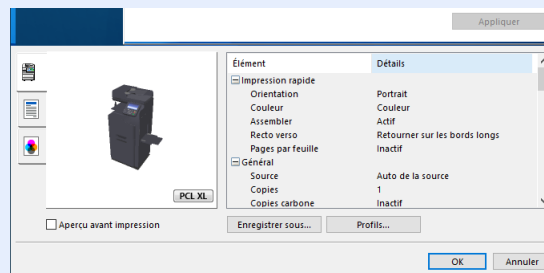 Appliquer
Élément Détails
Impression rapide
Orientation Portrait
Couleur Couleur
Assembler Actif
Recto verso Retourner sur les bords longs
Pages par feuille Inactif
Général
Source Auto de la source
Copies 1
Copies carbone Inactif
PCL XL
Aperçu avant impression Enregistrer sous... Profils...
OK Annuler